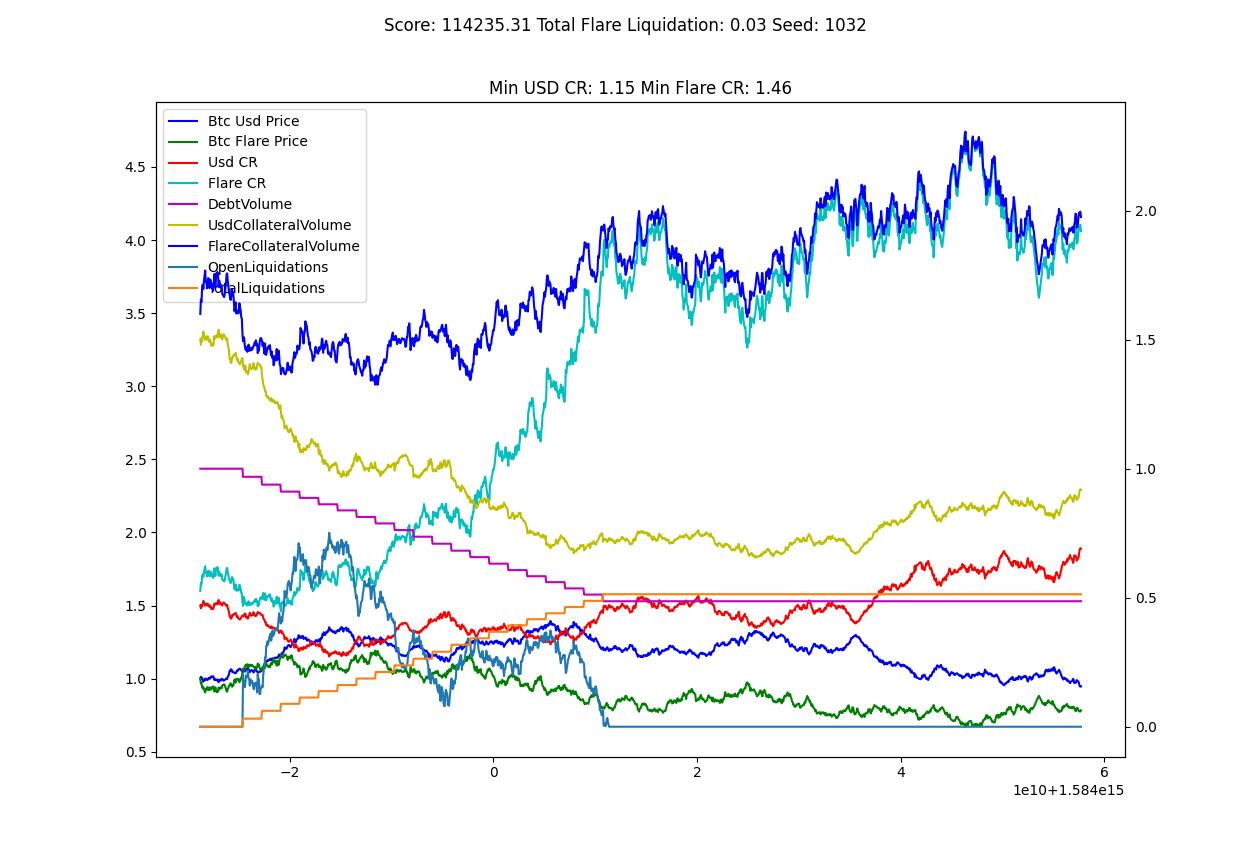 Score: 114235.31 Total Flare Liquidation: 0.03 Seed: 1032
Min USD CR: 1.15 Min Flare CR: 1.46
Btc Usd Price
Btc Flare Price
Usd CR
Flare CR
DebtVolume
UsdCollateralVolume
FlareCollateralVolume
OpenLiquidations
TotalLiquidations
4.5
4.0
3.5
3.0
2.5
2.0
1.5
1.0
0.5
2.0
1.5
1.0
0.5
0.0
−2
0
2
4
6
1e10+1.584e15